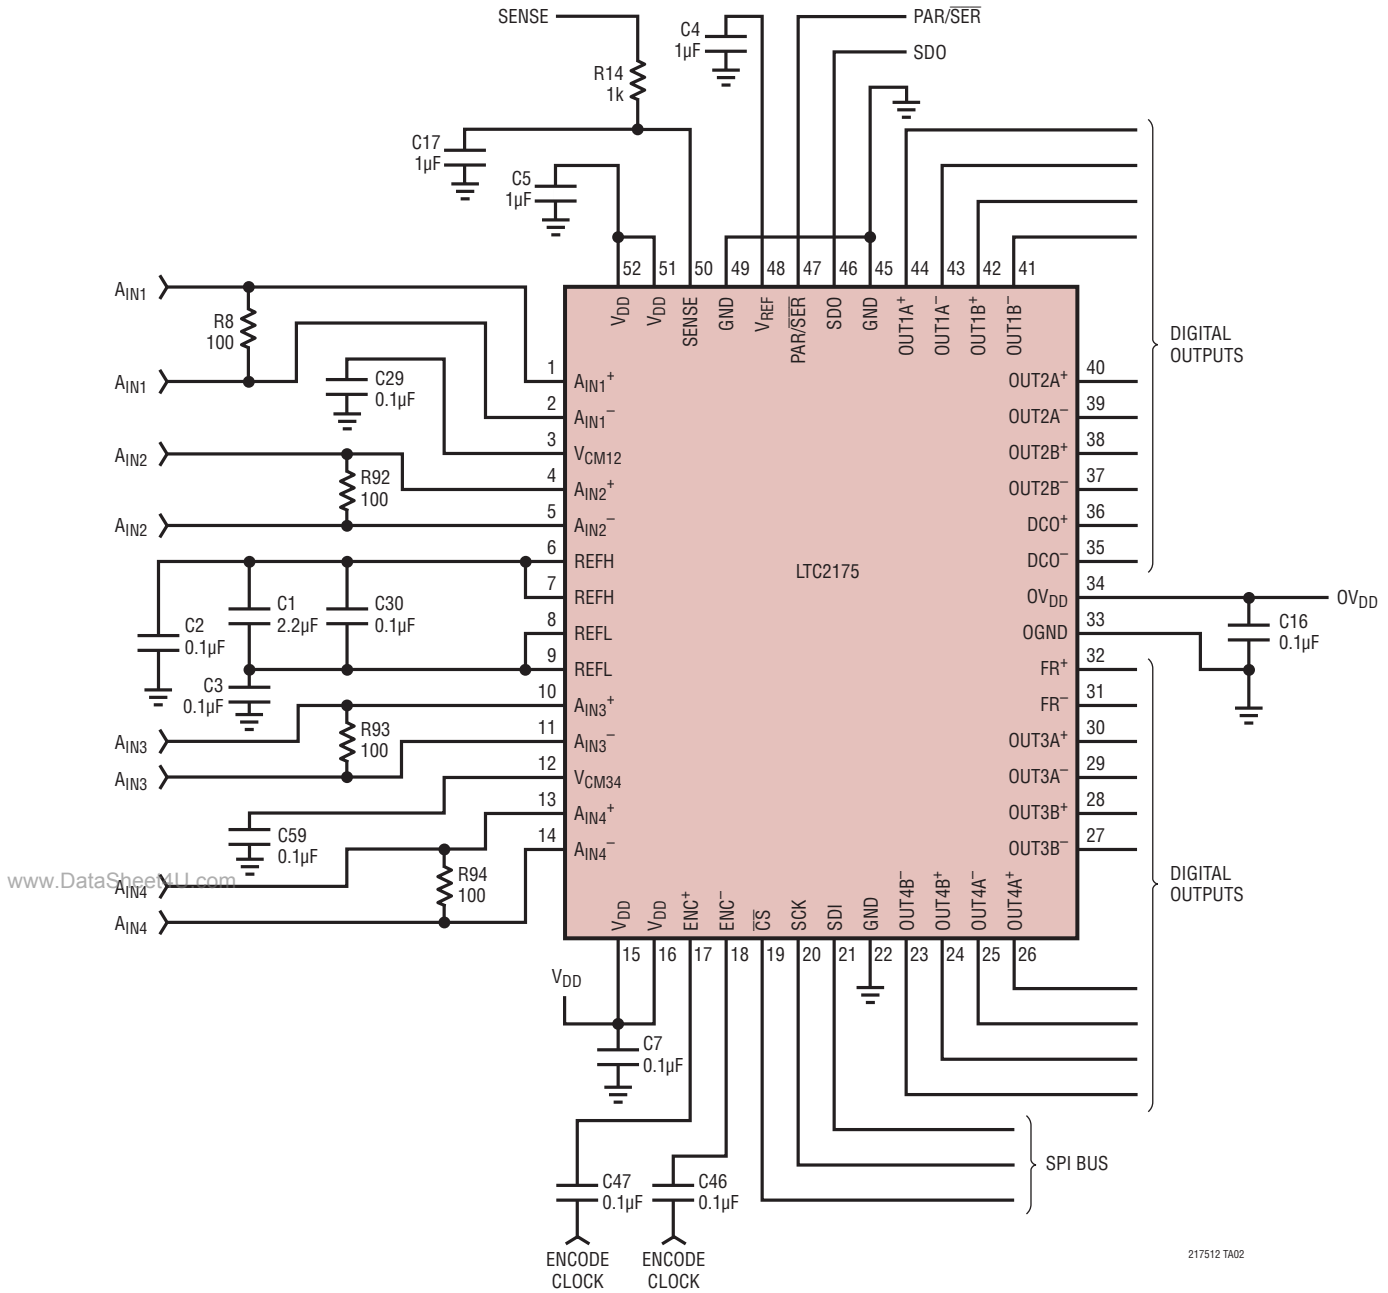 SENSE
C4
1µF
PAR/SER
SDO
R14
1k
C17
1µF
C5
1µF
52 51 50 49 48 47 46 45 44 43 42 41
VDD VDD SENSE GND VREF PAR/SER SDO GND OUT1A+ OUT1A– OUT1B+ OUT1B–
DIGITAL
OUTPUTS
AIN1
R8
100
AIN1
C29
0.1µF
AIN2
R92
100
AIN2
C2
0.1µF
C1
2.2µF
C30
0.1µF
C3
0.1µF
AIN3
R93
100
AIN3
C59
0.1µF
AIN4
R94
100
AIN4
www.DataSheet4U.com
1 AIN1+
2 AIN1–
3 VCM12
4 AIN2+
5 AIN2–
6 REFH
7 REFH
8 REFL
9 REFL
10 AIN3+
11 AIN3–
12 VCM34
13 AIN4+
14 AIN4–
LTC2175
OUT2A+ 40
OUT2A– 39
OUT2B+ 38
OUT2B– 37
DCO+ 36
DCO– 35
OVDD 34
OGND 33
FR+ 32
FR– 31
OUT3A+ 30
OUT3A– 29
OUT3B+ 28
OUT3B– 27
OVDD
C16
0.1µF
DIGITAL
OUTPUTS
VDD VDD ENC+ ENC– CS SCK SDI GND OUT4B– OUT4B+ OUT4A– OUT4A+
15 16 17 18 19 20 21 22 23 24 25 26
VDD
C7
0.1µF
C47
0.1µF
C46
0.1µF
SPI BUS
ENCODE
CLOCK
ENCODE
CLOCK
217512 TA02